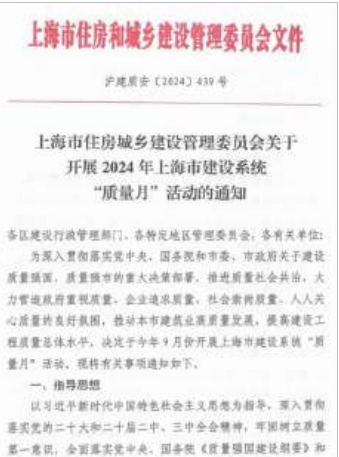 上海市住房和城乡建设管理委员会文件
沪建质安〔2024〕439号
上海市住房城乡建设管理委员会关于
开展2024年上海市建设系统
“质量月”活动的通知
各区建设行政管理部门、各特定地区管理委员会，各有关单位：
为深入贯彻落实党中央、国务院和市委、市政府关于建设
质量强国、质量强市的重大决策部署，推进质量社会共治，大
力营造政府重视质量、企业追求质量、社会崇尚质量、人人关
心质量的良好氛围，推动本市建筑业高质量发展，提高建设工
程质量总体水平，决定于今年9月份开展上海市建设系统“质
量月”活动。现将有关事项通知如下。
一、指导思想
以习近平新时代中国特色社会主义思想为指导，深入贯彻
落实党的二十大和二十届二中、三中全会精神，牢固树立质量
第一意识，全面落实党中央、国务院《质量强国建设纲要》和